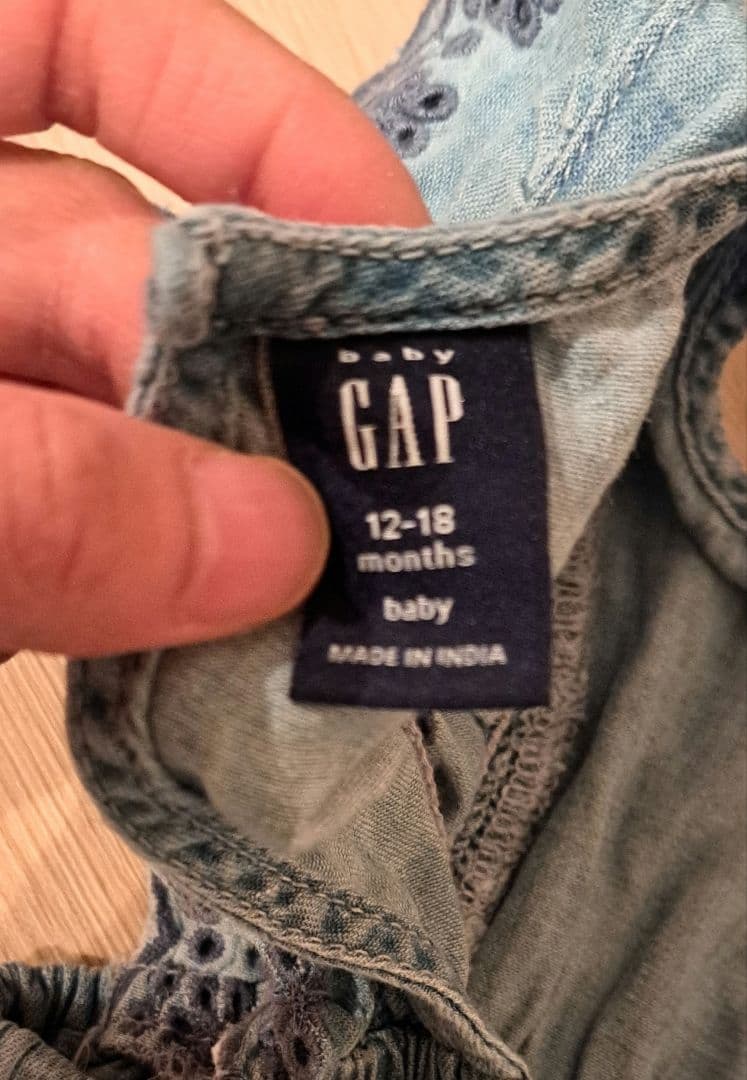 baby
GAP
12-18
months
baby
MADE IN INDIA